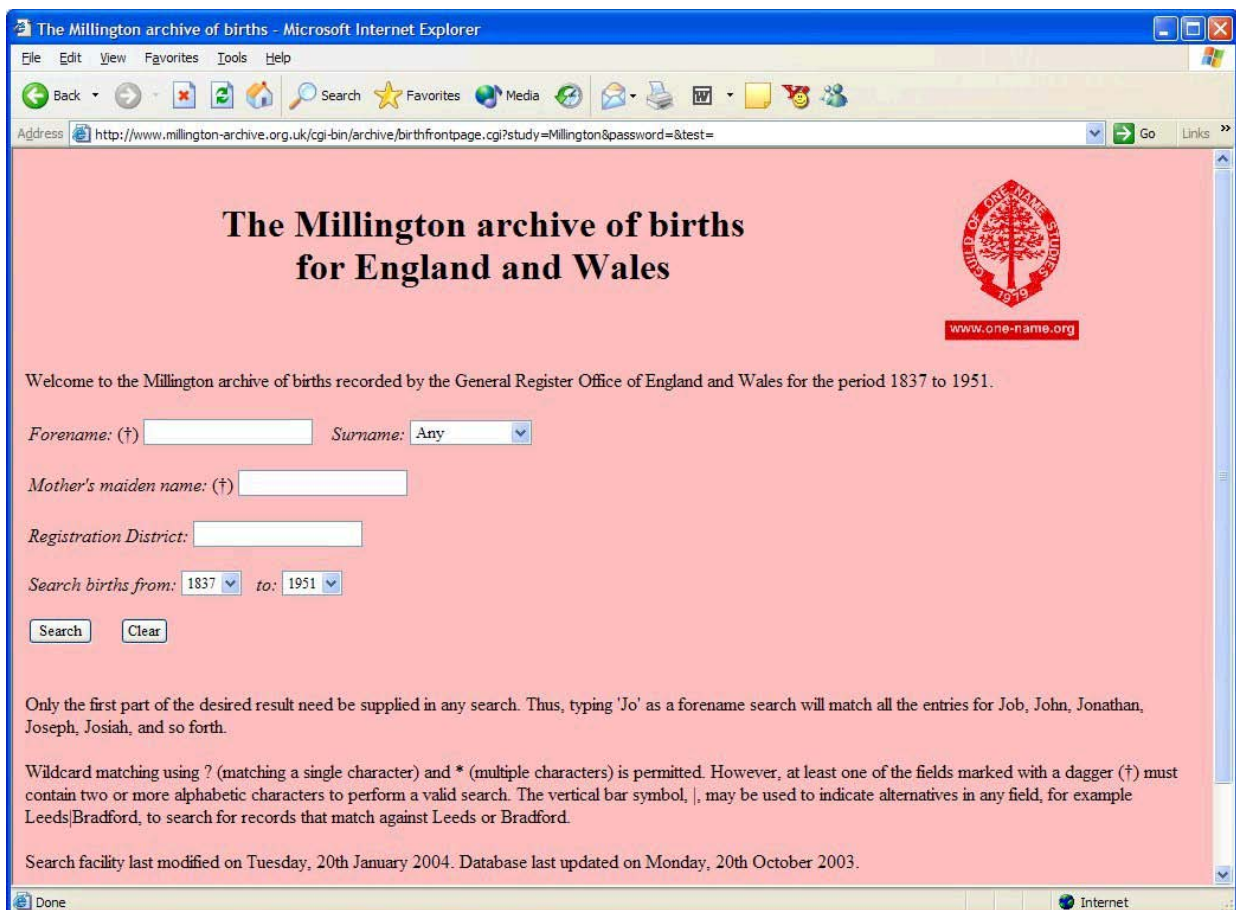 The Millington archive of births - Microsoft Internet Explorer
File Edit View Favorites Tools Help
Back Search Favorites Media
Address http://www.millington-archive.org.uk/cgi-bin/archive/birthfrontpage.cgi?study=Millington&password=&test= Go Links »
The Millington archive of births
for England and Wales
GUILD OF ONE-NAME STUDIES
1979
www.one-name.org
Welcome to the Millington archive of births recorded by the General Register Office of England and Wales for the period 1837 to 1951.
Forename: (†) Surname: Any
Mother's maiden name: (†)
Registration District:
Search births from: 1837 to: 1951
Search Clear
Only the first part of the desired result need be supplied in any search. Thus, typing 'Jo' as a forename search will match all the entries for Job, John, Jonathan,
Joseph, Josiah, and so forth.
Wildcard matching using ? (matching a single character) and * (multiple characters) is permitted. However, at least one of the fields marked with a dagger (†) must
contain two or more alphabetic characters to perform a valid search. The vertical bar symbol, |, may be used to indicate alternatives in any field, for example
Leeds|Bradford, to search for records that match against Leeds or Bradford.
Search facility last modified on Tuesday, 20th January 2004. Database last updated on Monday, 20th October 2003.
Done Internet